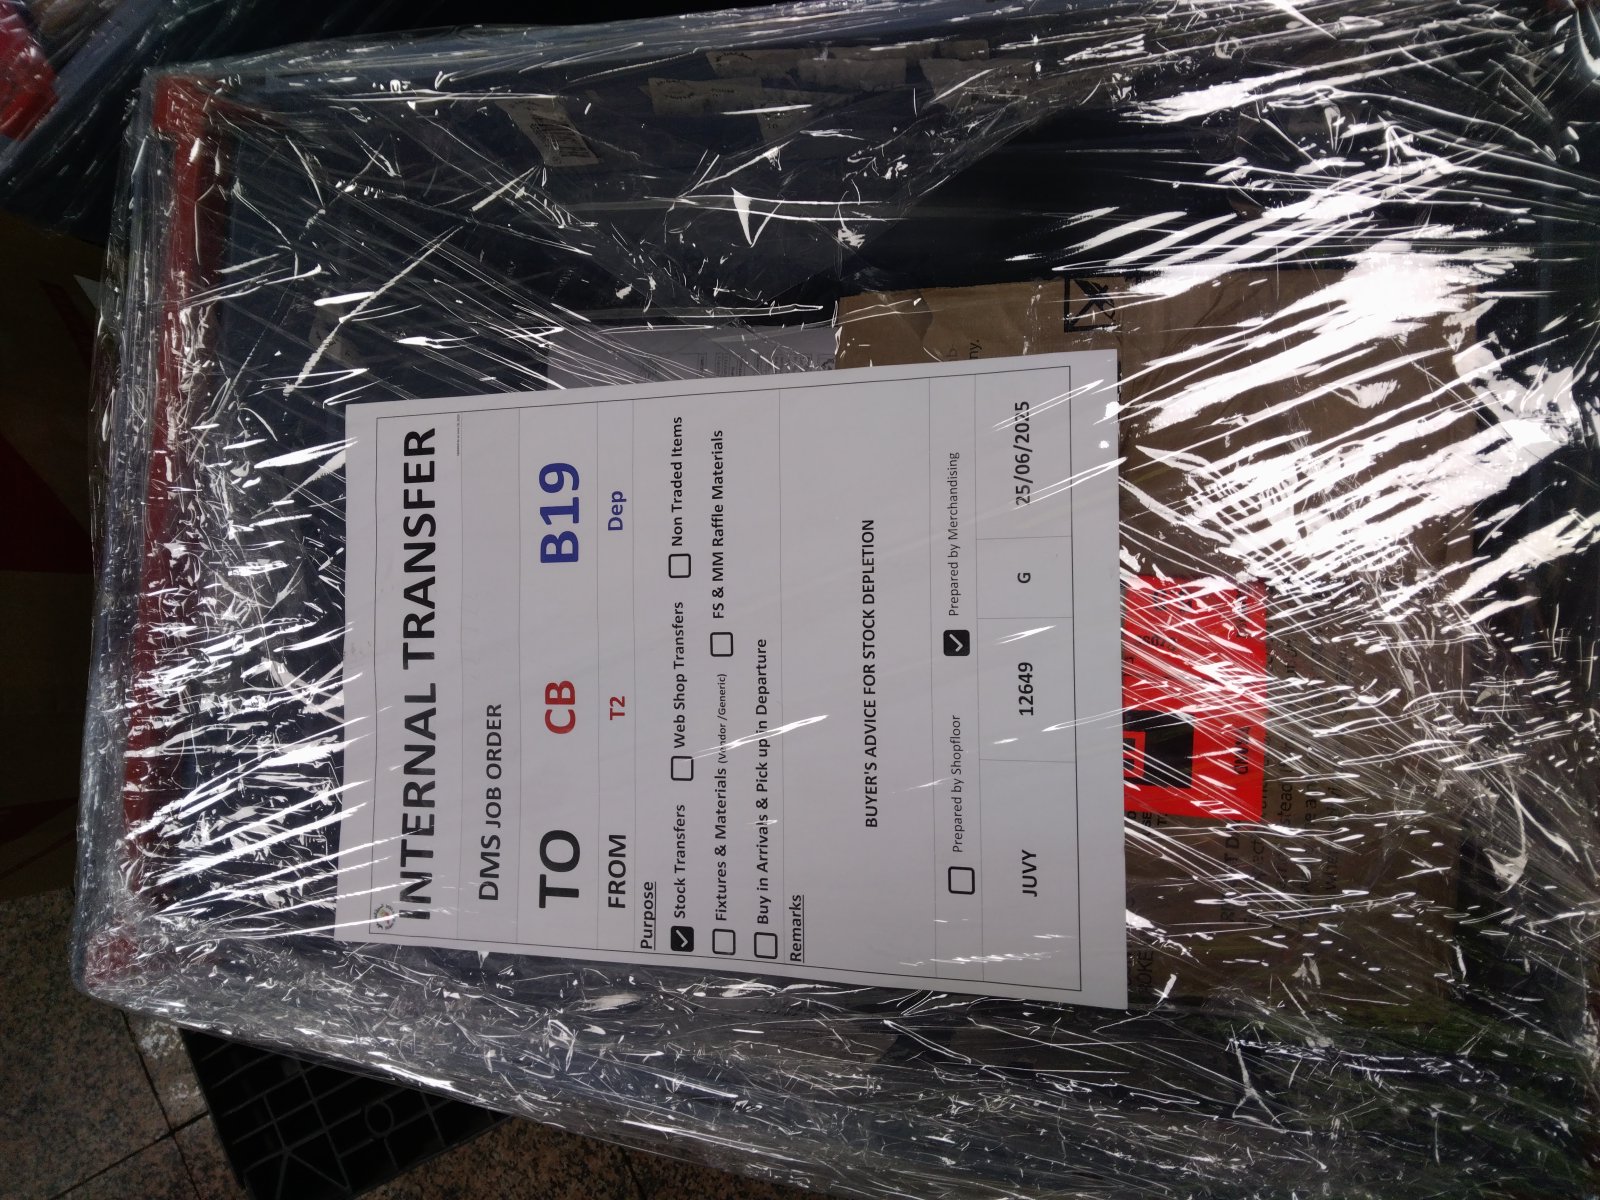 INTERNAL TRANSFER
DMS JOB ORDER
TO CB B19
FROM T2 Dep
Purpose
Stock Transfers Web Shop Transfers Non Traded Items
Fixtures & Materials (Vendor /Generic) FS & MM Raffle Materials
Buy in Arrivals & Pick up in Departure
Remarks
BUYER'S ADVICE FOR STOCK DEPLETION
Prepared by Shopfloor Prepared by Merchandising
JUVY 12649 G 25/06/2025